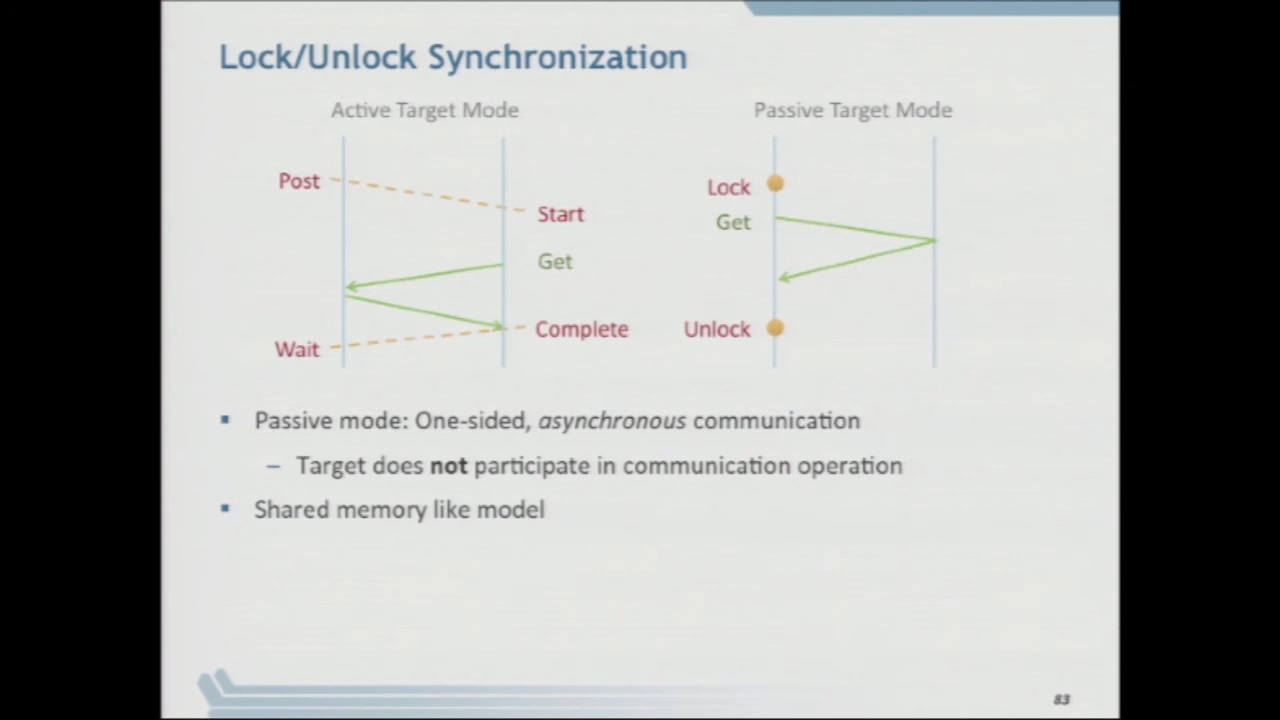 Lock/Unlock Synchronization
Active Target Mode
Post
Start
Get
Wait
Complete
Passive Target Mode
Lock
Get
Unlock
▪ Passive mode: One-sided, asynchronous communication
– Target does not participate in communication operation
▪ Shared memory like model
83